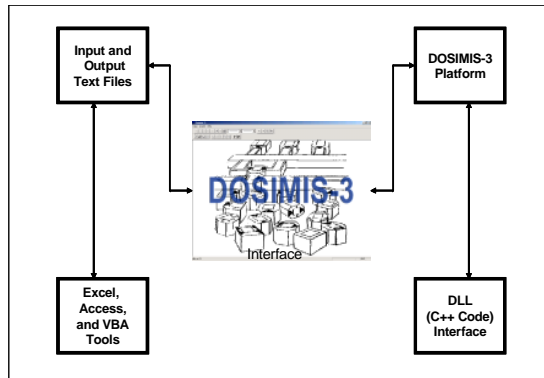 Input and
Output
Text Files
DOSIMIS-3
Platform
DOSIMIS-3
Interface
Excel,
Access,
and VBA
Tools
DLL
(C++ Code)
Interface